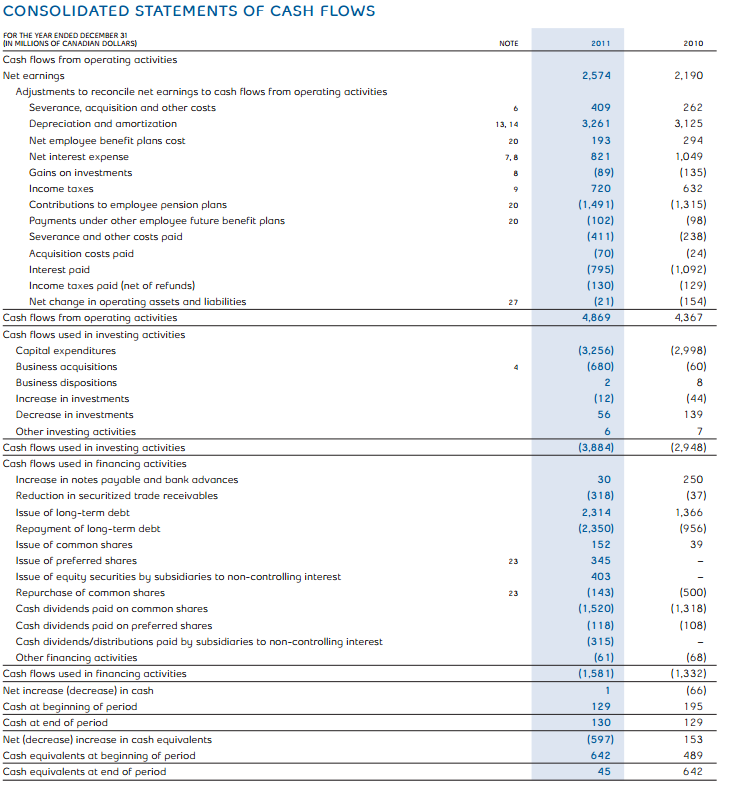 CONSOLIDATED STATEMENTS OF CASH FLOWS
FOR THE YEAR ENDED DECEMBER 31
(IN MILLIONS OF CANADIAN DOLLARS) NOTE 2011 2010
Cash flows from operating activities
Net earnings 2,574 2,190
Adjustments to reconcile net earnings to cash flows from operating activities
Severance, acquisition and other costs 6 409 262
Depreciation and amortization 13, 14 3,261 3,125
Net employee benefit plans cost 20 193 294
Net interest expense 7, 8 821 1,049
Gains on investments 8 (89) (135)
Income taxes 9 720 632
Contributions to employee pension plans 20 (1,491) (1,315)
Payments under other employee future benefit plans 20 (102) (98)
Severance and other costs paid (411) (238)
Acquisition costs paid (70) (24)
Interest paid (795) (1,092)
Income taxes paid (net of refunds) (130) (129)
Net change in operating assets and liabilities 27 (21) (154)
Cash flows from operating activities 4,869 4,367
Cash flows used in investing activities
Capital expenditures (3,256) (2,998)
Business acquisitions 4 (680) (60)
Business dispositions 2 8
Increase in investments (12) (44)
Decrease in investments 56 139
Other investing activities 6 7
Cash flows used in investing activities (3,884) (2,948)
Cash flows used in financing activities
Increase in notes payable and bank advances 30 250
Reduction in securitized trade receivables (318) (37)
Issue of long-term debt 2,314 1,366
Repayment of long-term debt (2,350) (956)
Issue of common shares 152 39
Issue of preferred shares 23 345 –
Issue of equity securities by subsidiaries to non-controlling interest 403 –
Repurchase of common shares 23 (143) (500)
Cash dividends paid on common shares (1,520) (1,318)
Cash dividends paid on preferred shares (118) (108)
Cash dividends/distributions paid by subsidiaries to non-controlling interest (315) –
Other financing activities (61) (68)
Cash flows used in financing activities (1,581) (1,332)
Net increase (decrease) in cash 1 (66)
Cash at beginning of period 129 195
Cash at end of period 130 129
Net (decrease) increase in cash equivalents (597) 153
Cash equivalents at beginning of period 642 489
Cash equivalents at end of period 45 642